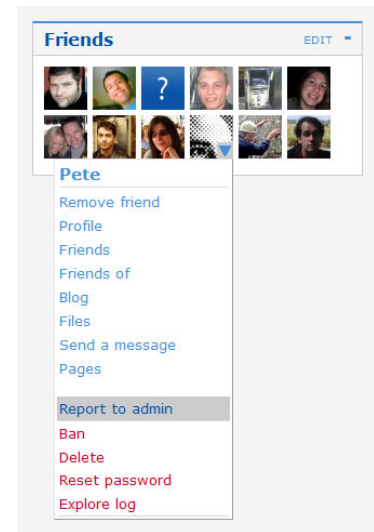 Friends EDIT -
?
Pete
Remove friend
Profile
Friends
Friends of
Blog
Files
Send a message
Pages
Report to admin
Ban
Delete
Reset password
Explore log